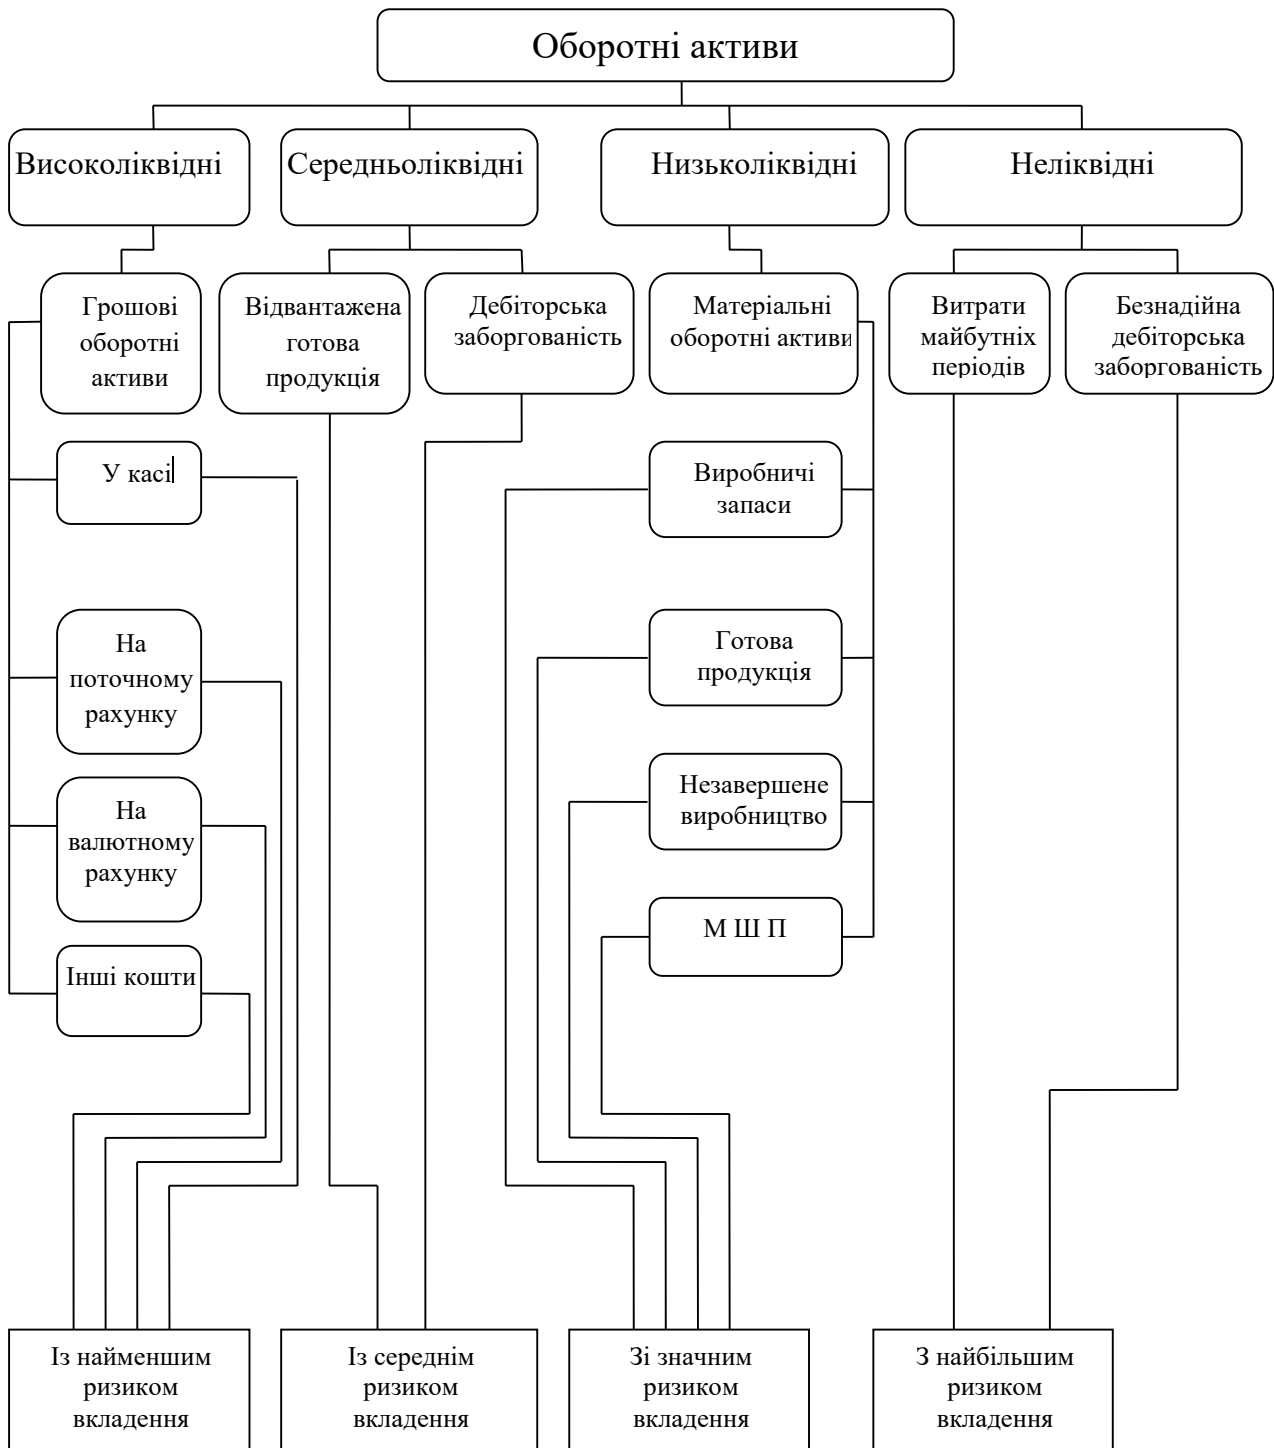 Оборотні активи
Високоліквідні
Середньоліквідні
Низьколіквідні
Неліквідні
Грошові
оборотні
активи
Відвантажена
готова
продукція
Дебіторська
заборгованість
Матеріальні
оборотні активи
Витрати
майбутніх
періодів
Безнадійна
дебіторська
заборгованість
У касі
Виробничі
запаси
На
поточному
рахунку
Готова
продукція
На
валютному
рахунку
Незавершене
виробництво
М Ш П
Інші кошти
Із найменшим
ризиком
вкладення
Із середнім
ризиком
вкладення
Зі значним
ризиком
вкладення
З найбільшим
ризиком
вкладення